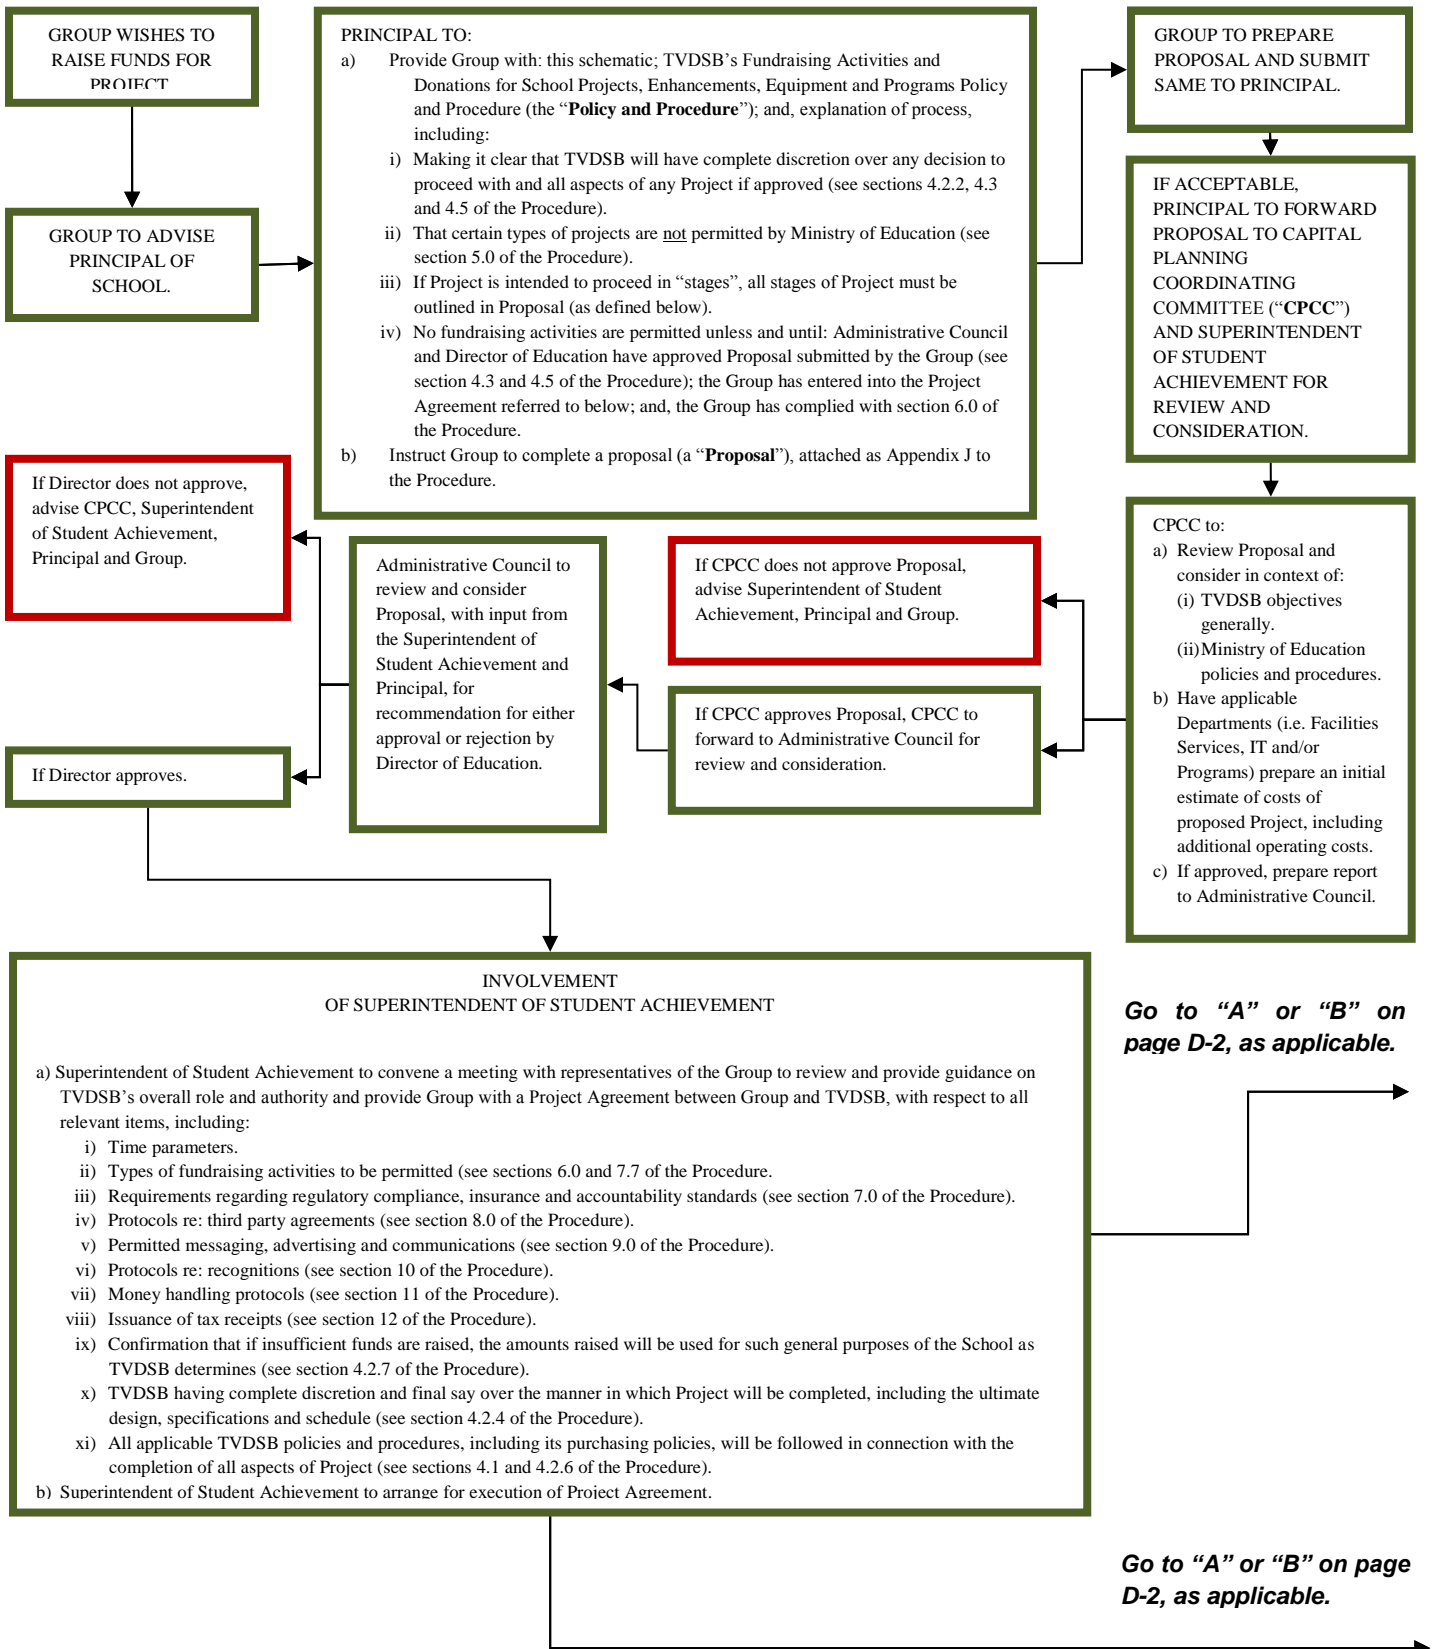 GROUP WISHES TO
RAISE FUNDS FOR
PROJECT
GROUP TO ADVISE
PRINCIPAL OF
SCHOOL.
PRINCIPAL TO:
a) Provide Group with: this schematic; TVDSB’s Fundraising Activities and
Donations for School Projects, Enhancements, Equipment and Programs Policy
and Procedure (the “Policy and Procedure”); and, explanation of process,
including:
i) Making it clear that TVDSB will have complete discretion over any decision to
proceed with and all aspects of any Project if approved (see sections 4.2.2, 4.3
and 4.5 of the Procedure).
ii) That certain types of projects are not permitted by Ministry of Education (see
section 5.0 of the Procedure).
iii) If Project is intended to proceed in “stages”, all stages of Project must be
outlined in Proposal (as defined below).
iv) No fundraising activities are permitted unless and until: Administrative Council
and Director of Education have approved Proposal submitted by the Group (see
section 4.3 and 4.5 of the Procedure); the Group has entered into the Project
Agreement referred to below; and, the Group has complied with section 6.0 of
the Procedure.
b) Instruct Group to complete a proposal (a “Proposal”), attached as Appendix J to
the Procedure.
GROUP TO PREPARE
PROPOSAL AND SUBMIT
SAME TO PRINCIPAL.
IF ACCEPTABLE,
PRINCIPAL TO FORWARD
PROPOSAL TO CAPITAL
PLANNING
COORDINATING
COMMITTEE (“CPCC”)
AND SUPERINTENDENT
OF STUDENT
ACHIEVEMENT FOR
REVIEW AND
CONSIDERATION.
CPCC to:
a) Review Proposal and
consider in context of:
(i) TVDSB objectives
generally.
(ii)Ministry of Education
policies and procedures.
b) Have applicable
Departments (i.e. Facilities
Services, IT and/or
Programs) prepare an initial
estimate of costs of
proposed Project, including
additional operating costs.
c) If approved, prepare report
to Administrative Council.
If CPCC does not approve Proposal,
advise Superintendent of Student
Achievement, Principal and Group.
If CPCC approves Proposal, CPCC to
forward to Administrative Council for
review and consideration.
Administrative Council to
review and consider
Proposal, with input from
the Superintendent of
Student Achievement and
Principal, for
recommendation for either
approval or rejection by
Director of Education.
If Director does not approve,
advise CPCC, Superintendent
of Student Achievement,
Principal and Group.
If Director approves.
INVOLVEMENT
OF SUPERINTENDENT OF STUDENT ACHIEVEMENT
a) Superintendent of Student Achievement to convene a meeting with representatives of the Group to review and provide guidance on
TVDSB’s overall role and authority and provide Group with a Project Agreement between Group and TVDSB, with respect to all
relevant items, including:
i) Time parameters.
ii) Types of fundraising activities to be permitted (see sections 6.0 and 7.7 of the Procedure.
iii) Requirements regarding regulatory compliance, insurance and accountability standards (see section 7.0 of the Procedure).
iv) Protocols re: third party agreements (see section 8.0 of the Procedure).
v) Permitted messaging, advertising and communications (see section 9.0 of the Procedure).
vi) Protocols re: recognitions (see section 10 of the Procedure).
vii) Money handling protocols (see section 11 of the Procedure).
viii) Issuance of tax receipts (see section 12 of the Procedure).
ix) Confirmation that if insufficient funds are raised, the amounts raised will be used for such general purposes of the School as
TVDSB determines (see section 4.2.7 of the Procedure).
x) TVDSB having complete discretion and final say over the manner in which Project will be completed, including the ultimate
design, specifications and schedule (see section 4.2.4 of the Procedure).
xi) All applicable TVDSB policies and procedures, including its purchasing policies, will be followed in connection with the
completion of all aspects of Project (see sections 4.1 and 4.2.6 of the Procedure).
b) Superintendent of Student Achievement to arrange for execution of Project Agreement.
Go to “A” or “B” on
page D-2, as applicable.
Go to “A” or “B” on page
D-2, as applicable.